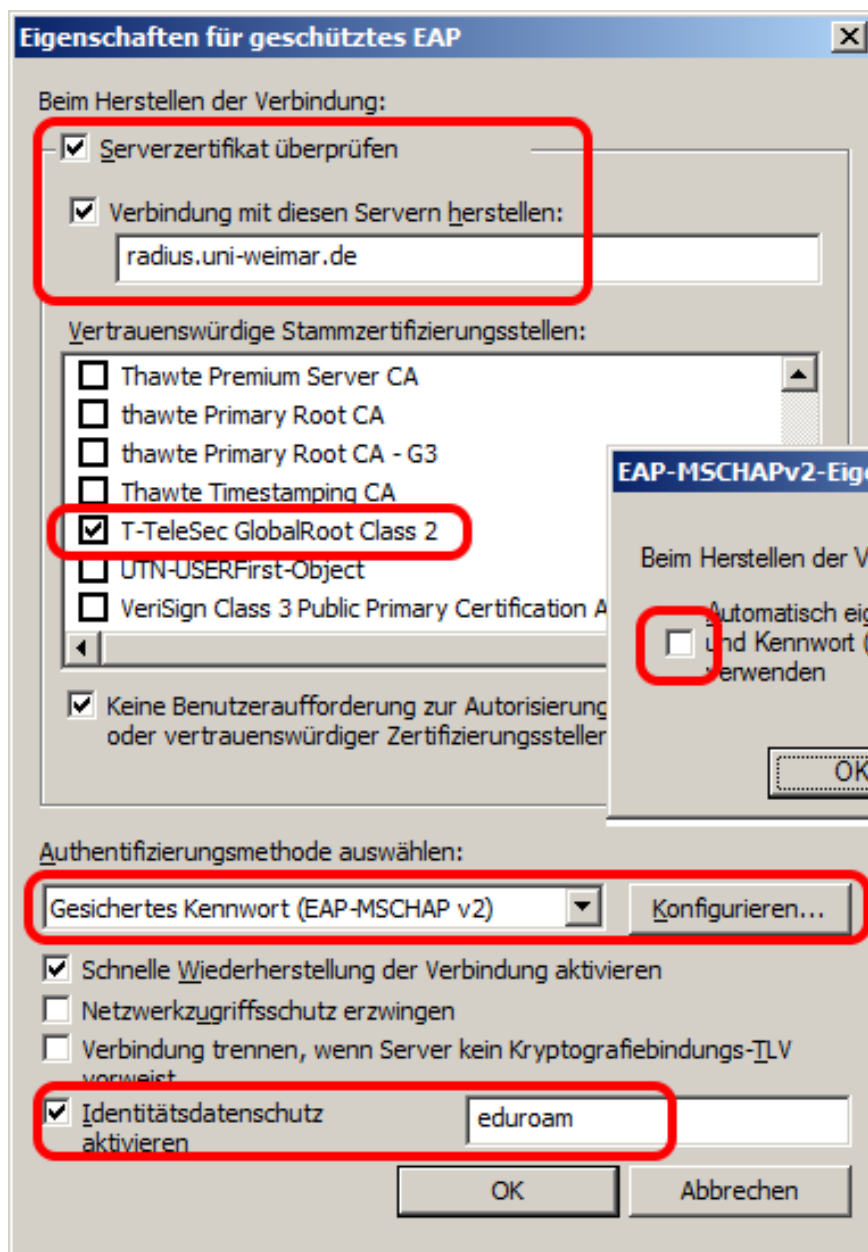 Eigenschaften für geschütztes EAP
Beim Herstellen der Verbindung:
Serverzertifikat überprüfen
Verbindung mit diesen Servern herstellen:
radius.uni-weimar.de
Vertrauenswürdige Stammzertifizierungsstellen:
Thawte Premium Server CA
thawte Primary Root CA
thawte Primary Root CA - G3
Thawte Timestamping CA
T-TeleSec GlobalRoot Class 2
UTN-USERFirst-Object
VeriSign Class 3 Public Primary Certification A
Keine Benutzeraufforderung zur Autorisierung
oder vertrauenswürdiger Zertifizierungsstellen
EAP-MSCHAPv2-Eige
Beim Herstellen der V
Automatisch eig
und Kennwort (
verwenden
OK
Authentifizierungsmethode auswählen:
Gesichertes Kennwort (EAP-MSCHAP v2)
Konfigurieren...
Schnelle Wiederherstellung der Verbindung aktivieren
Netzwerkzugriffsschutz erzwingen
Verbindung trennen, wenn Server kein Kryptografiebindungs-TLV
vorweist
Identitätsdatenschutz
aktivieren
eduroam
OK
Abbrechen